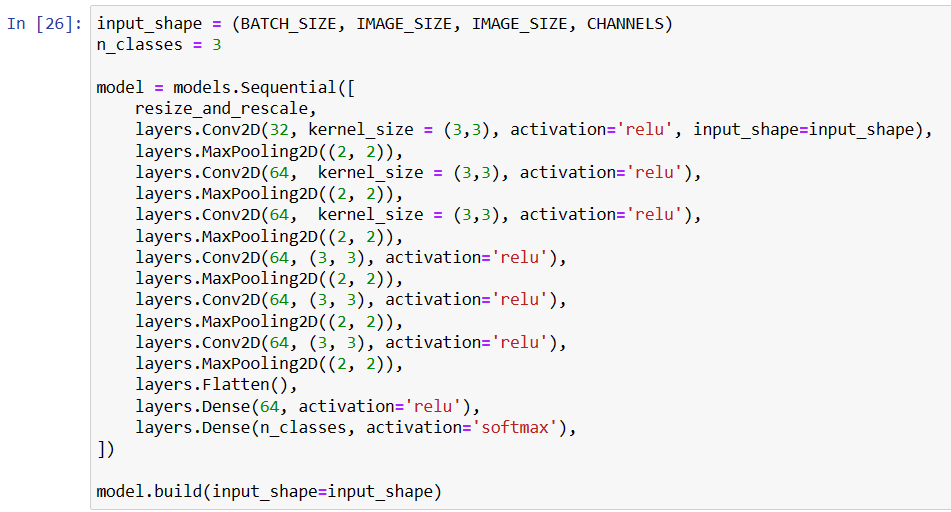 In [26]: input_shape = (BATCH_SIZE, IMAGE_SIZE, IMAGE_SIZE, CHANNELS)
n_classes = 3

model = models.Sequential([
    resize_and_rescale,
    layers.Conv2D(32, kernel_size = (3,3), activation='relu', input_shape=input_shape),
    layers.MaxPooling2D((2, 2)),
    layers.Conv2D(64,  kernel_size = (3,3), activation='relu'),
    layers.MaxPooling2D((2, 2)),
    layers.Conv2D(64,  kernel_size = (3,3), activation='relu'),
    layers.MaxPooling2D((2, 2)),
    layers.Conv2D(64, (3, 3), activation='relu'),
    layers.MaxPooling2D((2, 2)),
    layers.Conv2D(64, (3, 3), activation='relu'),
    layers.MaxPooling2D((2, 2)),
    layers.Conv2D(64, (3, 3), activation='relu'),
    layers.MaxPooling2D((2, 2)),
    layers.Flatten(),
    layers.Dense(64, activation='relu'),
    layers.Dense(n_classes, activation='softmax'),
])

model.build(input_shape=input_shape)